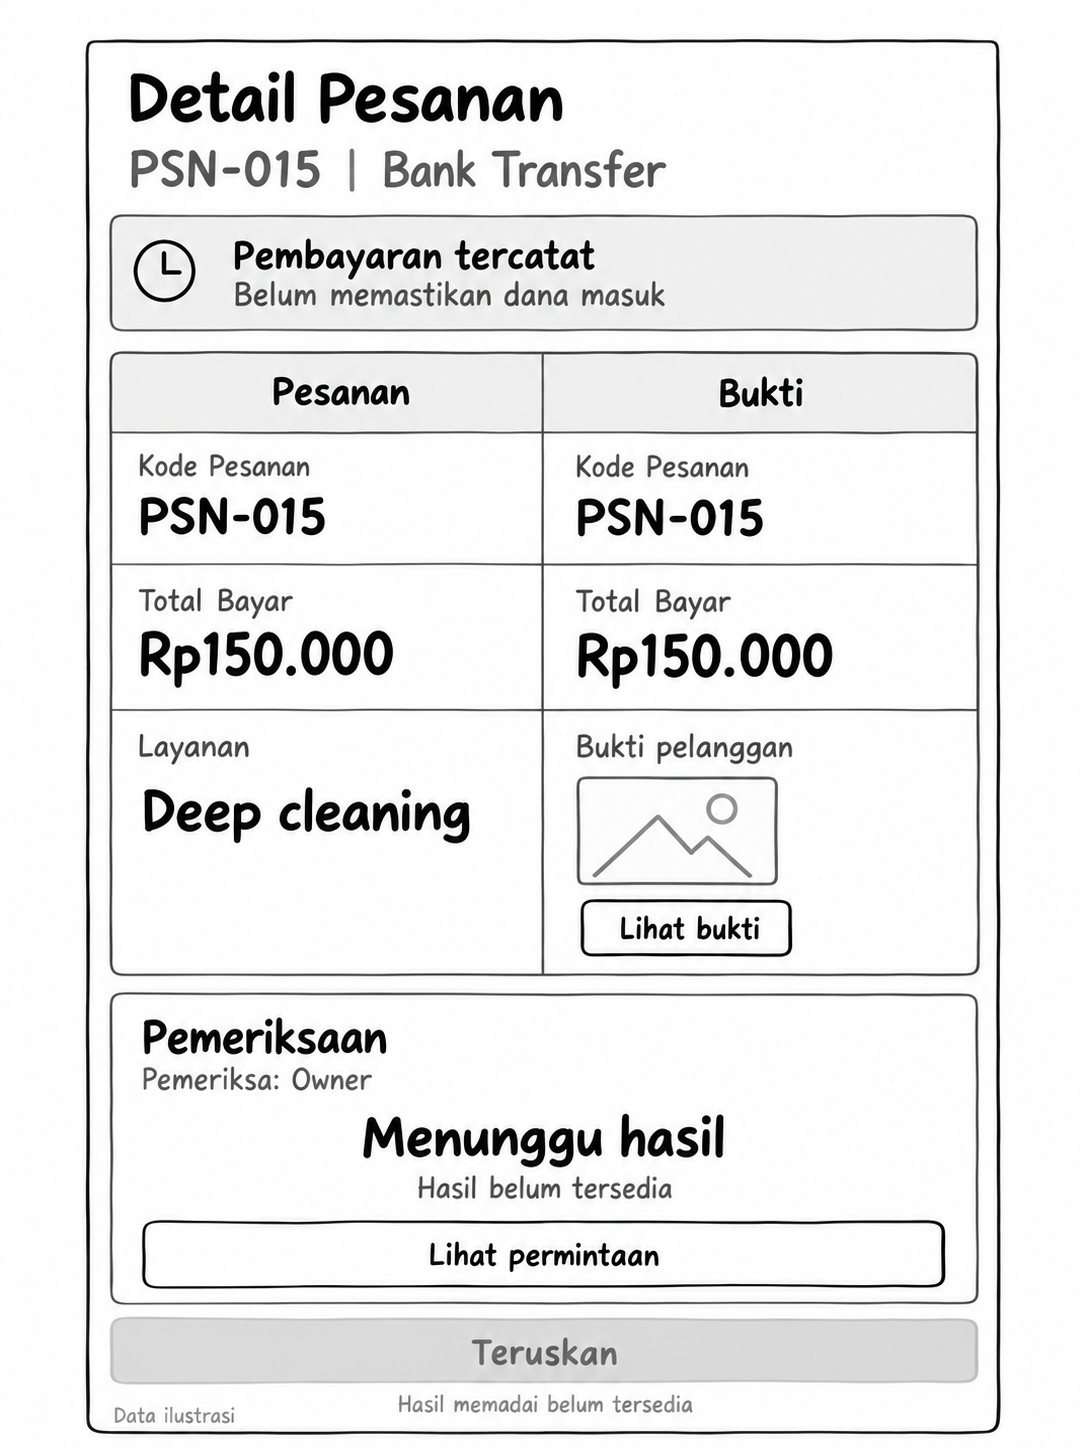 Detail Pesanan
PSN-015 | Bank Transfer
Pembayaran tercatat
Belum memastikan dana masuk
Pesanan
Bukti
Kode Pesanan
PSN-015
Kode Pesanan
PSN-015
Total Bayar
Rp150.000
Total Bayar
Rp150.000
Layanan
Deep cleaning
Bukti pelanggan
Lihat bukti
Pemeriksaan
Pemeriksa: Owner
Menunggu hasil
Hasil belum tersedia
Lihat permintaan
Teruskan
Hasil memadai belum tersedia
Data ilustrasi